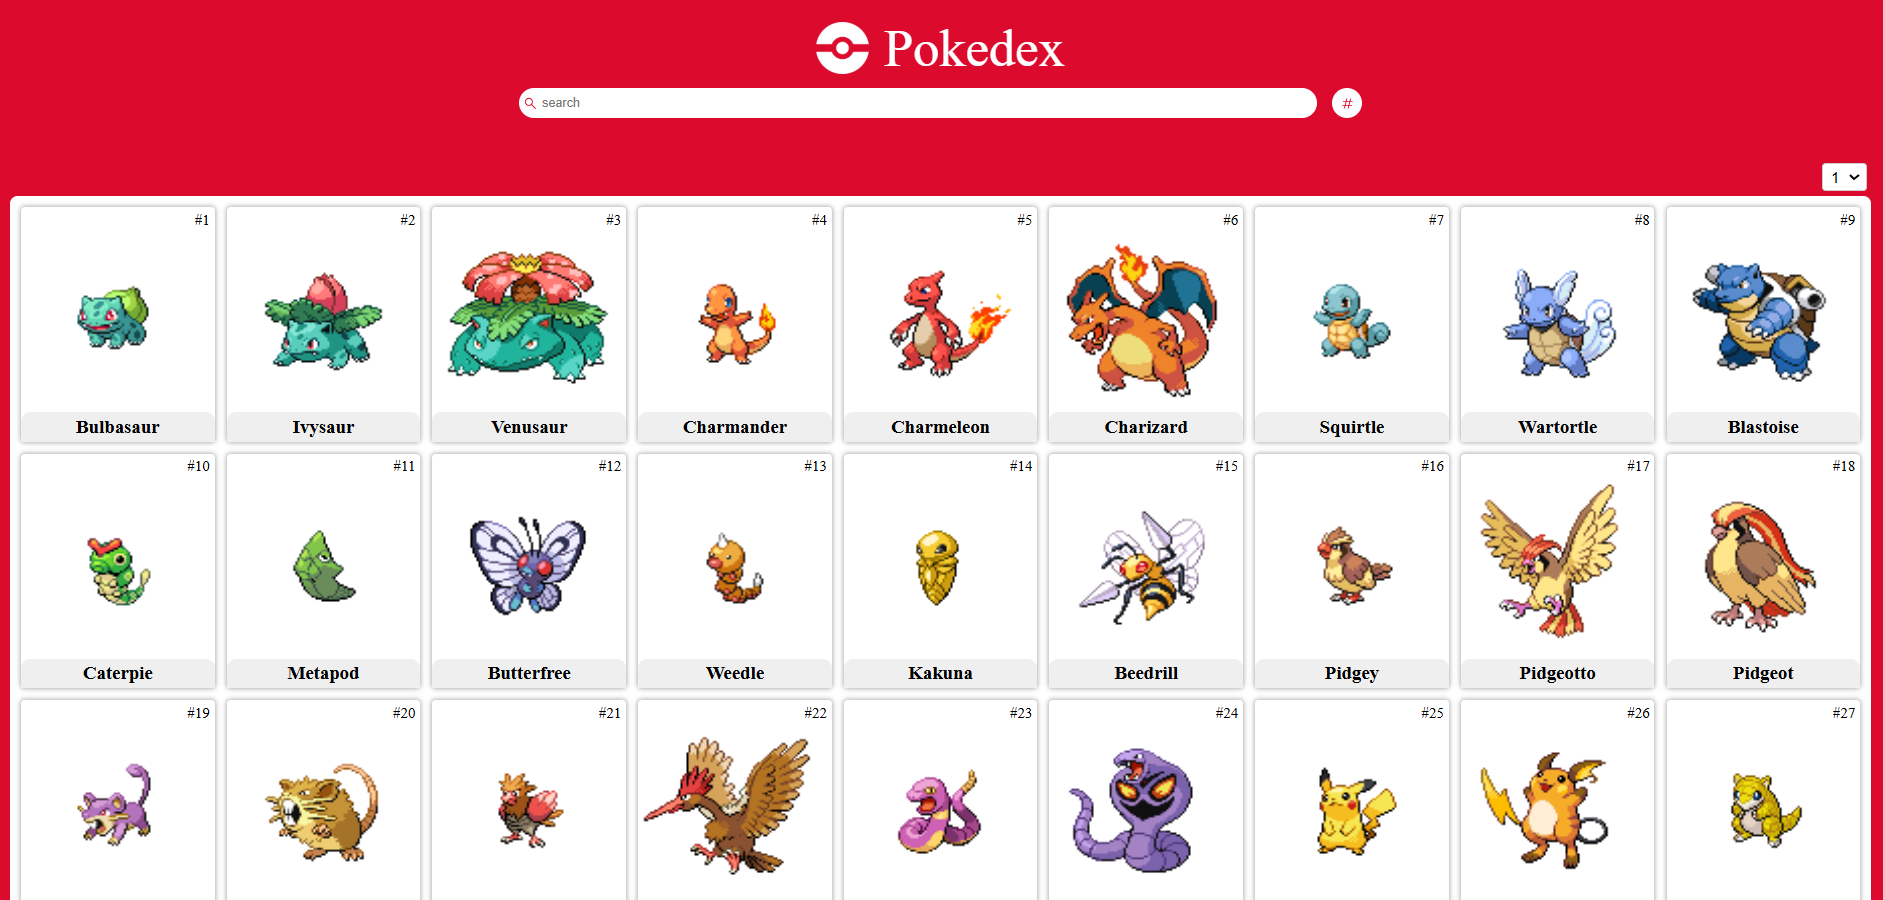 Pokedex
search
#
1
#1 #2 #3 #4 #5 #6 #7 #8 #9
Bulbasaur Ivysaur Venusaur Charmander Charmeleon Charizard Squirtle Wartortle Blastoise
#10 #11 #12 #13 #14 #15 #16 #17 #18
Caterpie Metapod Butterfree Weedle Kakuna Beedrill Pidgey Pidgeotto Pidgeot
#19 #20 #21 #22 #23 #24 #25 #26 #27